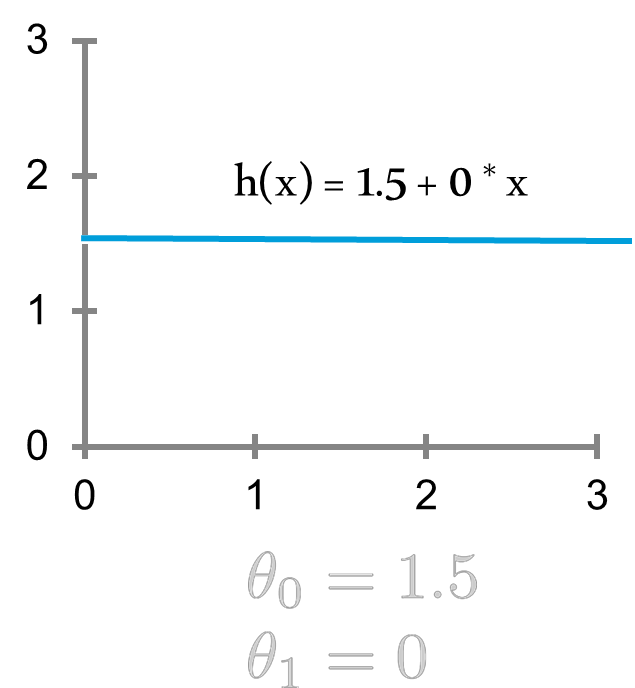 3
2
h(x) = 1.5 + 0 * x
1
0
0 1 2 3
θ₀ = 1.5
θ₁ = 0